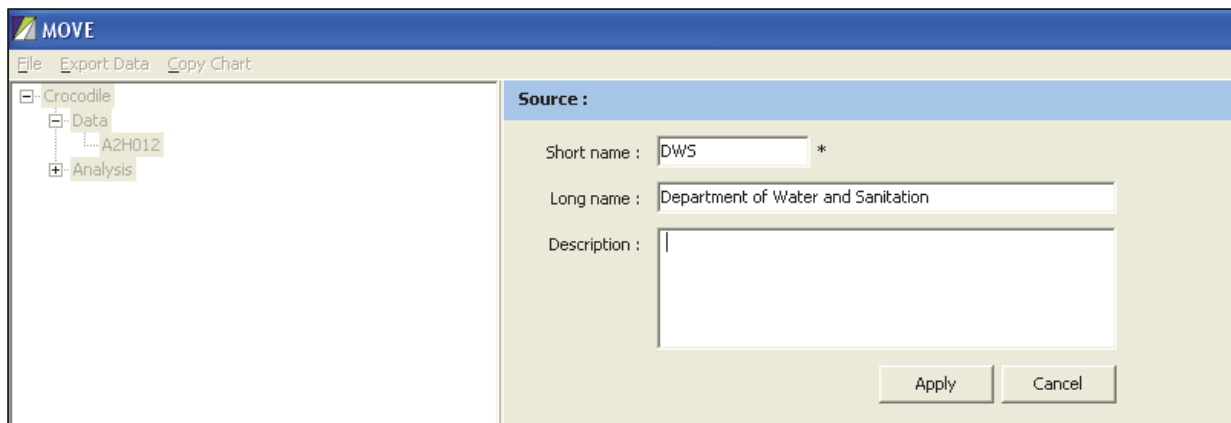 MOVE
File Export Data Copy Chart
Crocodile
Data
A2H012
Analysis
Source :
Short name : DWS *
Long name : Department of Water and Sanitation
Description :
Apply Cancel